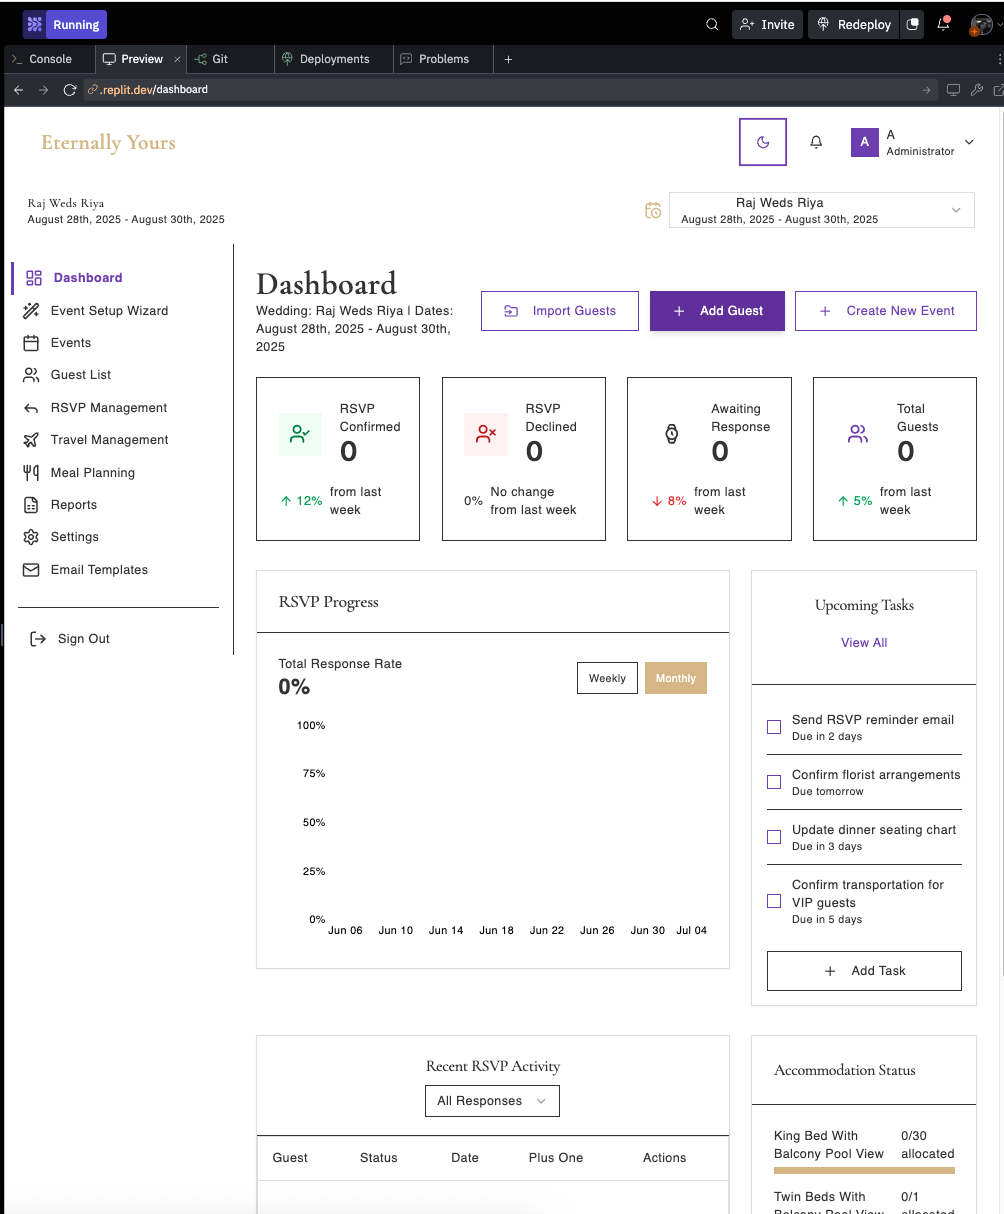 Running
Invite
Redeploy
Console
Preview
Git
Deployments
Problems
.replit.dev/dashboard
Eternally Yours
A
A
Administrator
Raj Weds Riya
August 28th, 2025 - August 30th, 2025
Raj Weds Riya
August 28th, 2025 - August 30th, 2025
Dashboard
Event Setup Wizard
Events
Guest List
RSVP Management
Travel Management
Meal Planning
Reports
Settings
Email Templates
Sign Out
Dashboard
Wedding: Raj Weds Riya | Dates:
August 28th, 2025 - August 30th,
2025
Import Guests
Add Guest
Create New Event
RSVP
Confirmed
0
12% from last
week
RSVP
Declined
0
0% No change
from last week
Awaiting
Response
0
8% from last
week
Total
Guests
0
5% from last
week
RSVP Progress
Total Response Rate
0%
Weekly
Monthly
100%
75%
50%
25%
0%
Jun 06 Jun 10 Jun 14 Jun 18 Jun 22 Jun 26 Jun 30 Jul 04
Upcoming Tasks
View All
Send RSVP reminder email
Due in 2 days
Confirm florist arrangements
Due tomorrow
Update dinner seating chart
Due in 3 days
Confirm transportation for
VIP guests
Due in 5 days
Add Task
Recent RSVP Activity
All Responses
Guest Status Date Plus One Actions
Accommodation Status
King Bed With 0/30
Balcony Pool View allocated
Twin Beds With 0/1
Balcony Pool View allocated